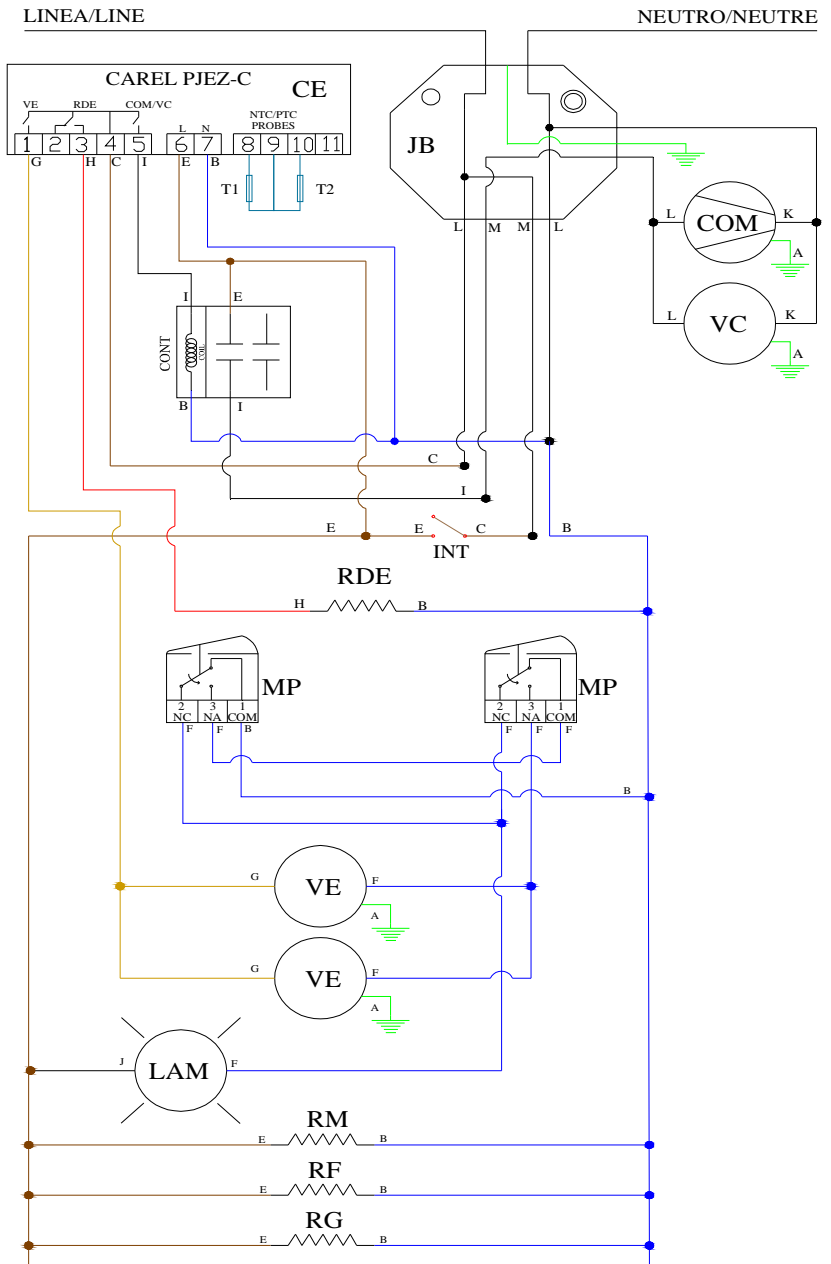 LINEA/LINE
NEUTRO/NEUTRE
CAREL PJEZ-C
CE
VE RDE COM/VC
L N
NTC/PTC
PROBES
1 2 3 4 5 6 7 8 9 10 11
G H C I E B
T1 T2
JB
L M M L
L COM K
A
L VC K
A
I E
CONT
COIL
B I
C
I
E E C B
INT
RDE
H B
MP MP
2 3 1
NC NA COM
F F B
2 3 1
NC NA COM
F F F
B
G VE F
A
G VE F
A
J LAM F
RM
E B
RF
E B
RG
E B